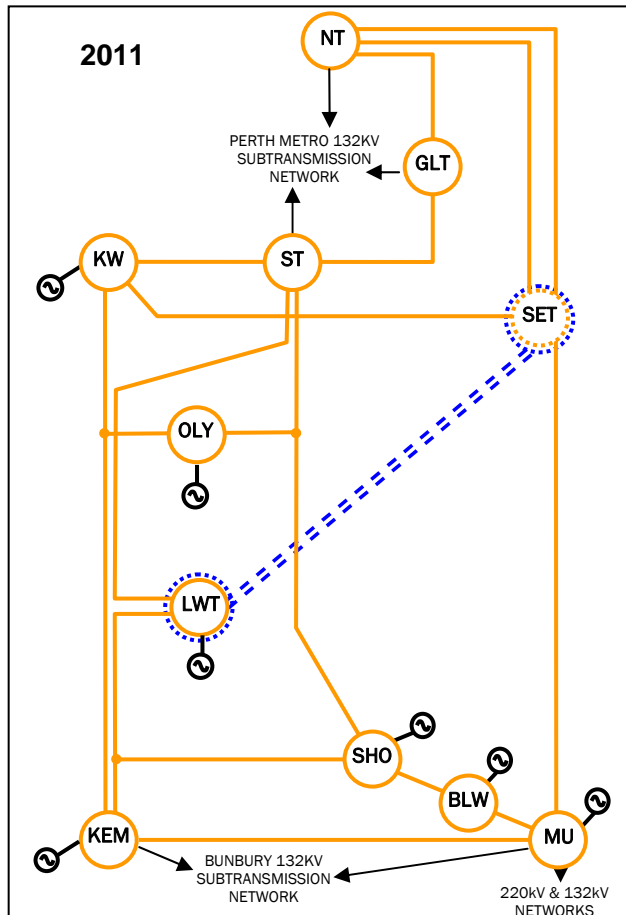 2011
NT
PERTH METRO 132KV
SUBTRANSMISSION
NETWORK
GLT
KW
ST
SET
OLY
LWT
SHO
BLW
KEM
MU
BUNBURY 132KV
SUBTRANSMISSION
NETWORK
220kV & 132kV
NETWORKS